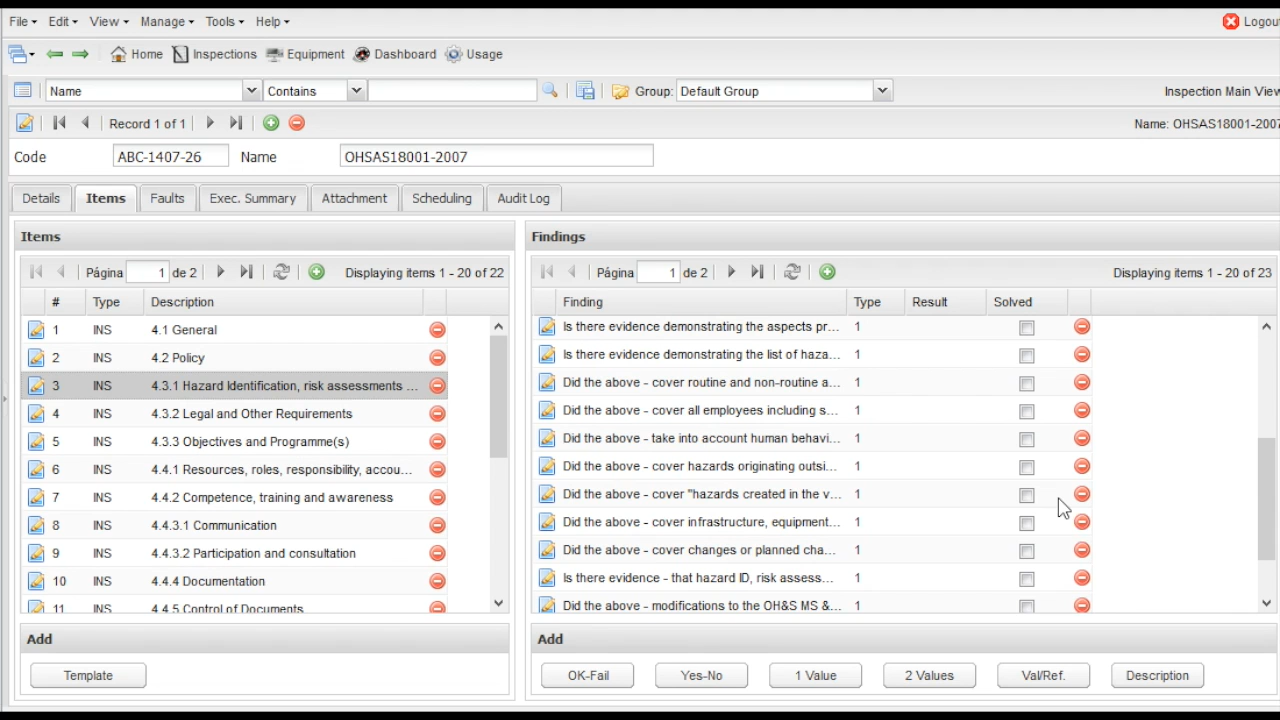 File Edit View Manage Tools Help Logou
Home Inspections Equipment Dashboard Usage
Name Contains Group: Default Group Inspection Main View
Record 1 of 1 Name: OHSAS18001-2007
Code ABC-1407-26 Name OHSAS18001-2007
Details Items Faults Exec. Summary Attachment Scheduling Audit Log
Items
Página 1 de 2 Displaying items 1 - 20 of 22
# Type Description
1 INS 4.1 General
2 INS 4.2 Policy
3 INS 4.3.1 Hazard Identification, risk assessments ...
4 INS 4.3.2 Legal and Other Requirements
5 INS 4.3.3 Objectives and Programme(s)
6 INS 4.4.1 Resources, roles, responsibility, accou...
7 INS 4.4.2 Competence, training and awareness
8 INS 4.4.3.1 Communication
9 INS 4.4.3.2 Participation and consultation
10 INS 4.4.4 Documentation
11 INS 4.4.5 Control of Documents
Add
Template
Findings
Página 1 de 2 Displaying items 1 - 20 of 23
Finding Type Result Solved
Is there evidence demonstrating the aspects pr... 1
Is there evidence demonstrating the list of haza... 1
Did the above - cover routine and non-routine a... 1
Did the above - cover all employees including s... 1
Did the above - take into account human behavi... 1
Did the above - cover hazards originating outsi... 1
Did the above - cover "hazards created in the v... 1
Did the above - cover infrastructure, equipment... 1
Did the above - cover changes or planned cha... 1
Is there evidence - that hazard ID, risk assess... 1
Did the above - modifications to the OH&S MS &... 1
Add
OK-Fail Yes-No 1 Value 2 Values Val/Ref. Description